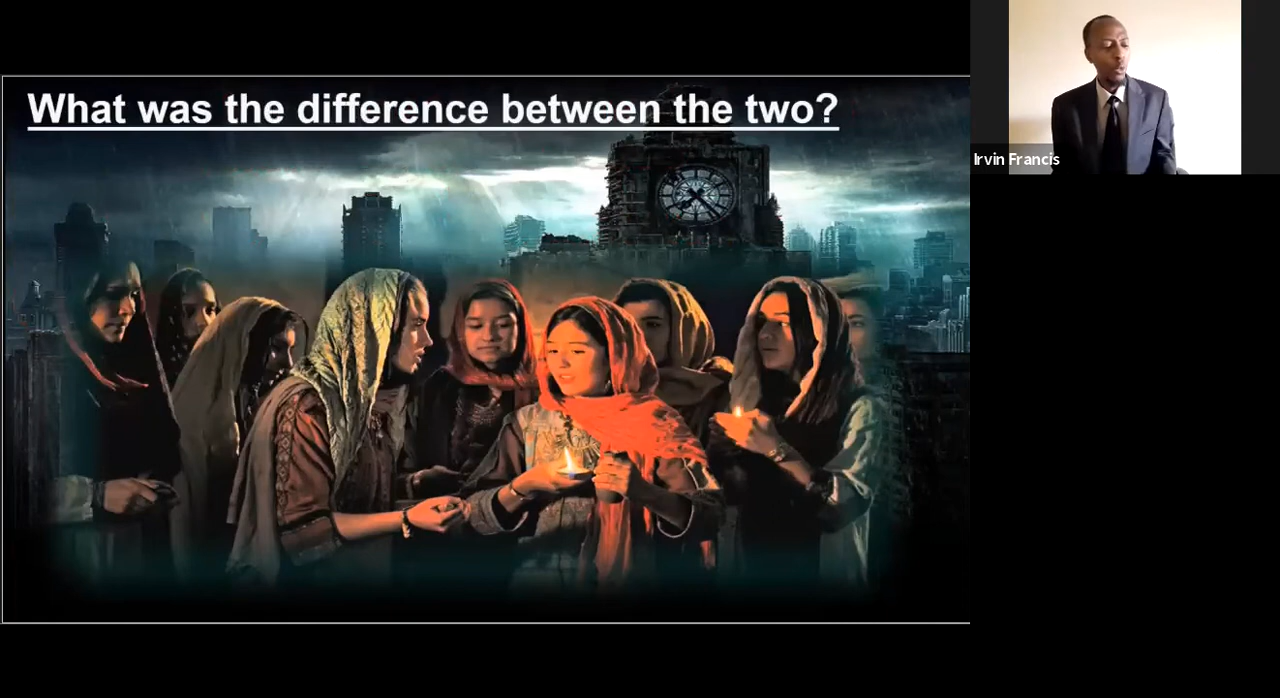 What was the difference between the two?
Irvin Francis